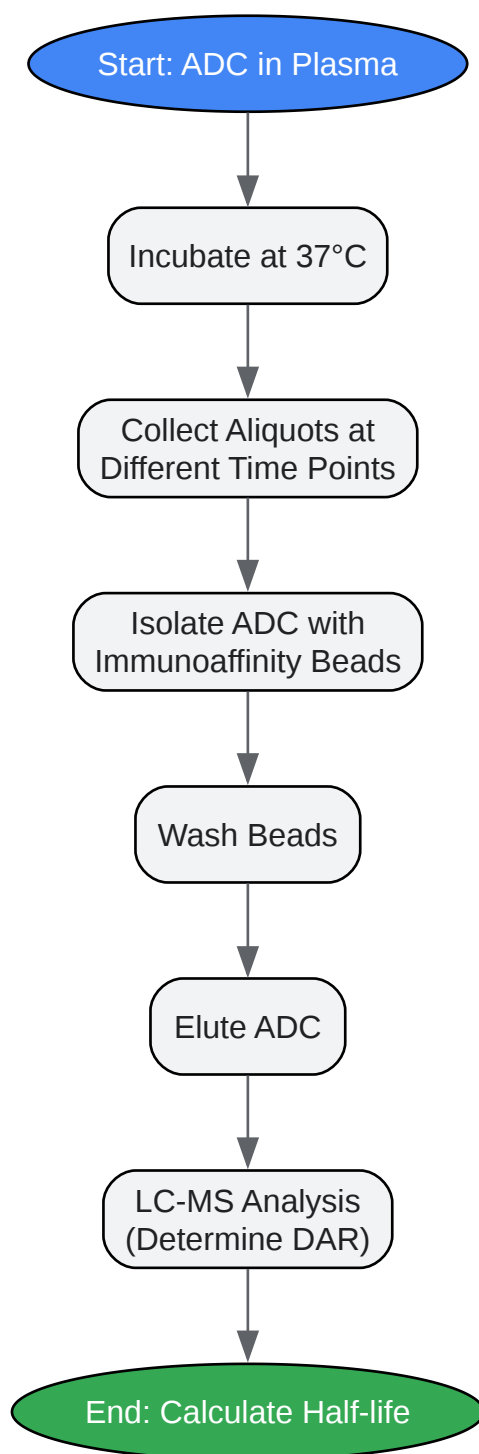 Start: ADC in Plasma
Incubate at 37°C
Collect Aliquots at
Different Time Points
Isolate ADC with
Immunoaffinity Beads
Wash Beads
Elute ADC
LC-MS Analysis
(Determine DAR)
End: Calculate Half-life